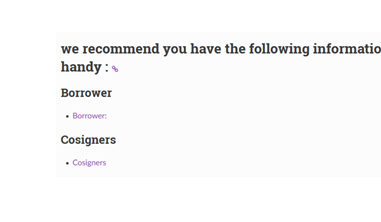 we recommend you have the following informatio
handy :
Borrower
Borrower:
Cosigners
Cosigners